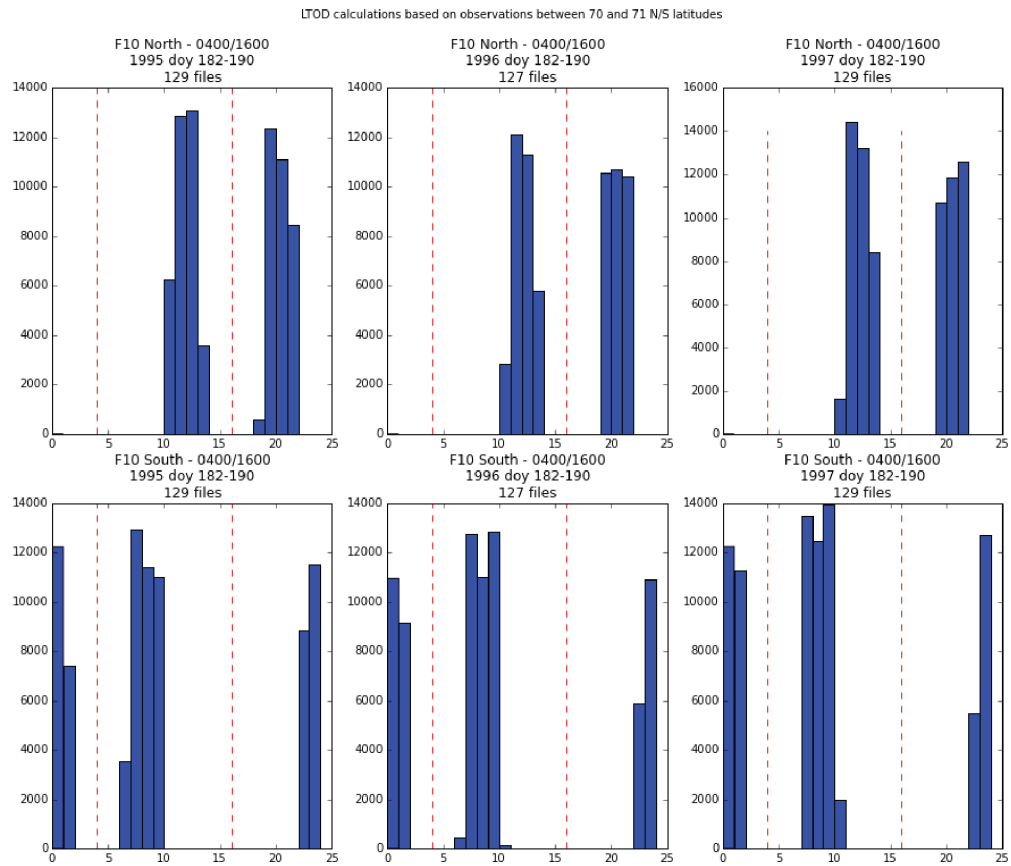 LTOD calculations based on observations between 70 and 71 N/S latitudes
F10 North - 0400/1600
1995 doy 182-190
129 files
14000
12000
10000
8000
6000
4000
2000
0
0 5 10 15 20 25
F10 North - 0400/1600
1996 doy 182-190
127 files
14000
12000
10000
8000
6000
4000
2000
0
0 5 10 15 20 25
F10 North - 0400/1600
1997 doy 182-190
129 files
16000
14000
12000
10000
8000
6000
4000
2000
0
0 5 10 15 20 25
F10 South - 0400/1600
1995 doy 182-190
129 files
14000
12000
10000
8000
6000
4000
2000
0
0 5 10 15 20 25
F10 South - 0400/1600
1996 doy 182-190
127 files
14000
12000
10000
8000
6000
4000
2000
0
0 5 10 15 20 25
F10 South - 0400/1600
1997 doy 182-190
129 files
14000
12000
10000
8000
6000
4000
2000
0
0 5 10 15 20 25